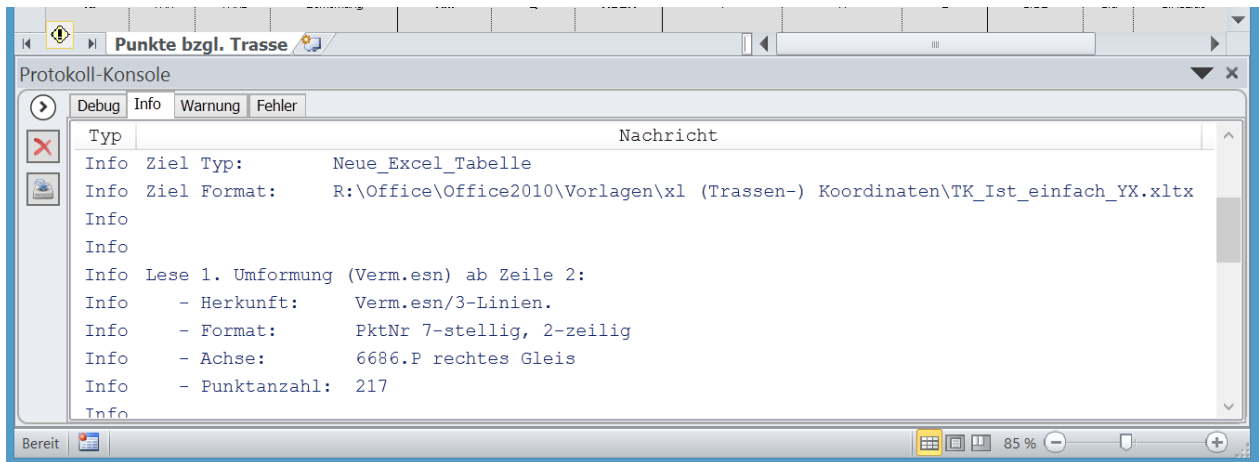 Punkte bzgl. Trasse
Protokoll-Konsole
Debug Info Warnung Fehler
Typ Nachricht
Info Ziel Typ: Neue_Excel_Tabelle
Info Ziel Format: R:\Office\Office2010\Vorlagen\xl (Trassen-) Koordinaten\TK_Ist_einfach_YX.xltx
Info
Info
Info Lese 1. Umformung (Verm.esn) ab Zeile 2:
Info - Herkunft: Verm.esn/3-Linien.
Info - Format: PktNr 7-stellig, 2-zeilig
Info - Achse: 6686.P rechtes Gleis
Info - Punktanzahl: 217
Info
Bereit 85 %